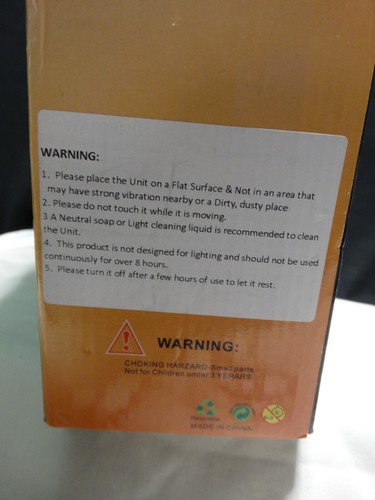 WARNING:
1. Please place the Unit on a Flat Surface & Not in an area that
may have strong vibration nearby or a Dirty, dusty place
2. Please do not touch it while it is moving.
3 A Neutral soap or Light cleaning liquid is recommended to clean
the Unit.
4. This product is not designed for lighting and should not be used
continuously for over 8 hours.
5. Please turn it off after a few hours of use to let it rest.
WARNING:
CHOKING HARZARD-Small parts
Not for Children under 3 YERARS
MADE IN CHINA